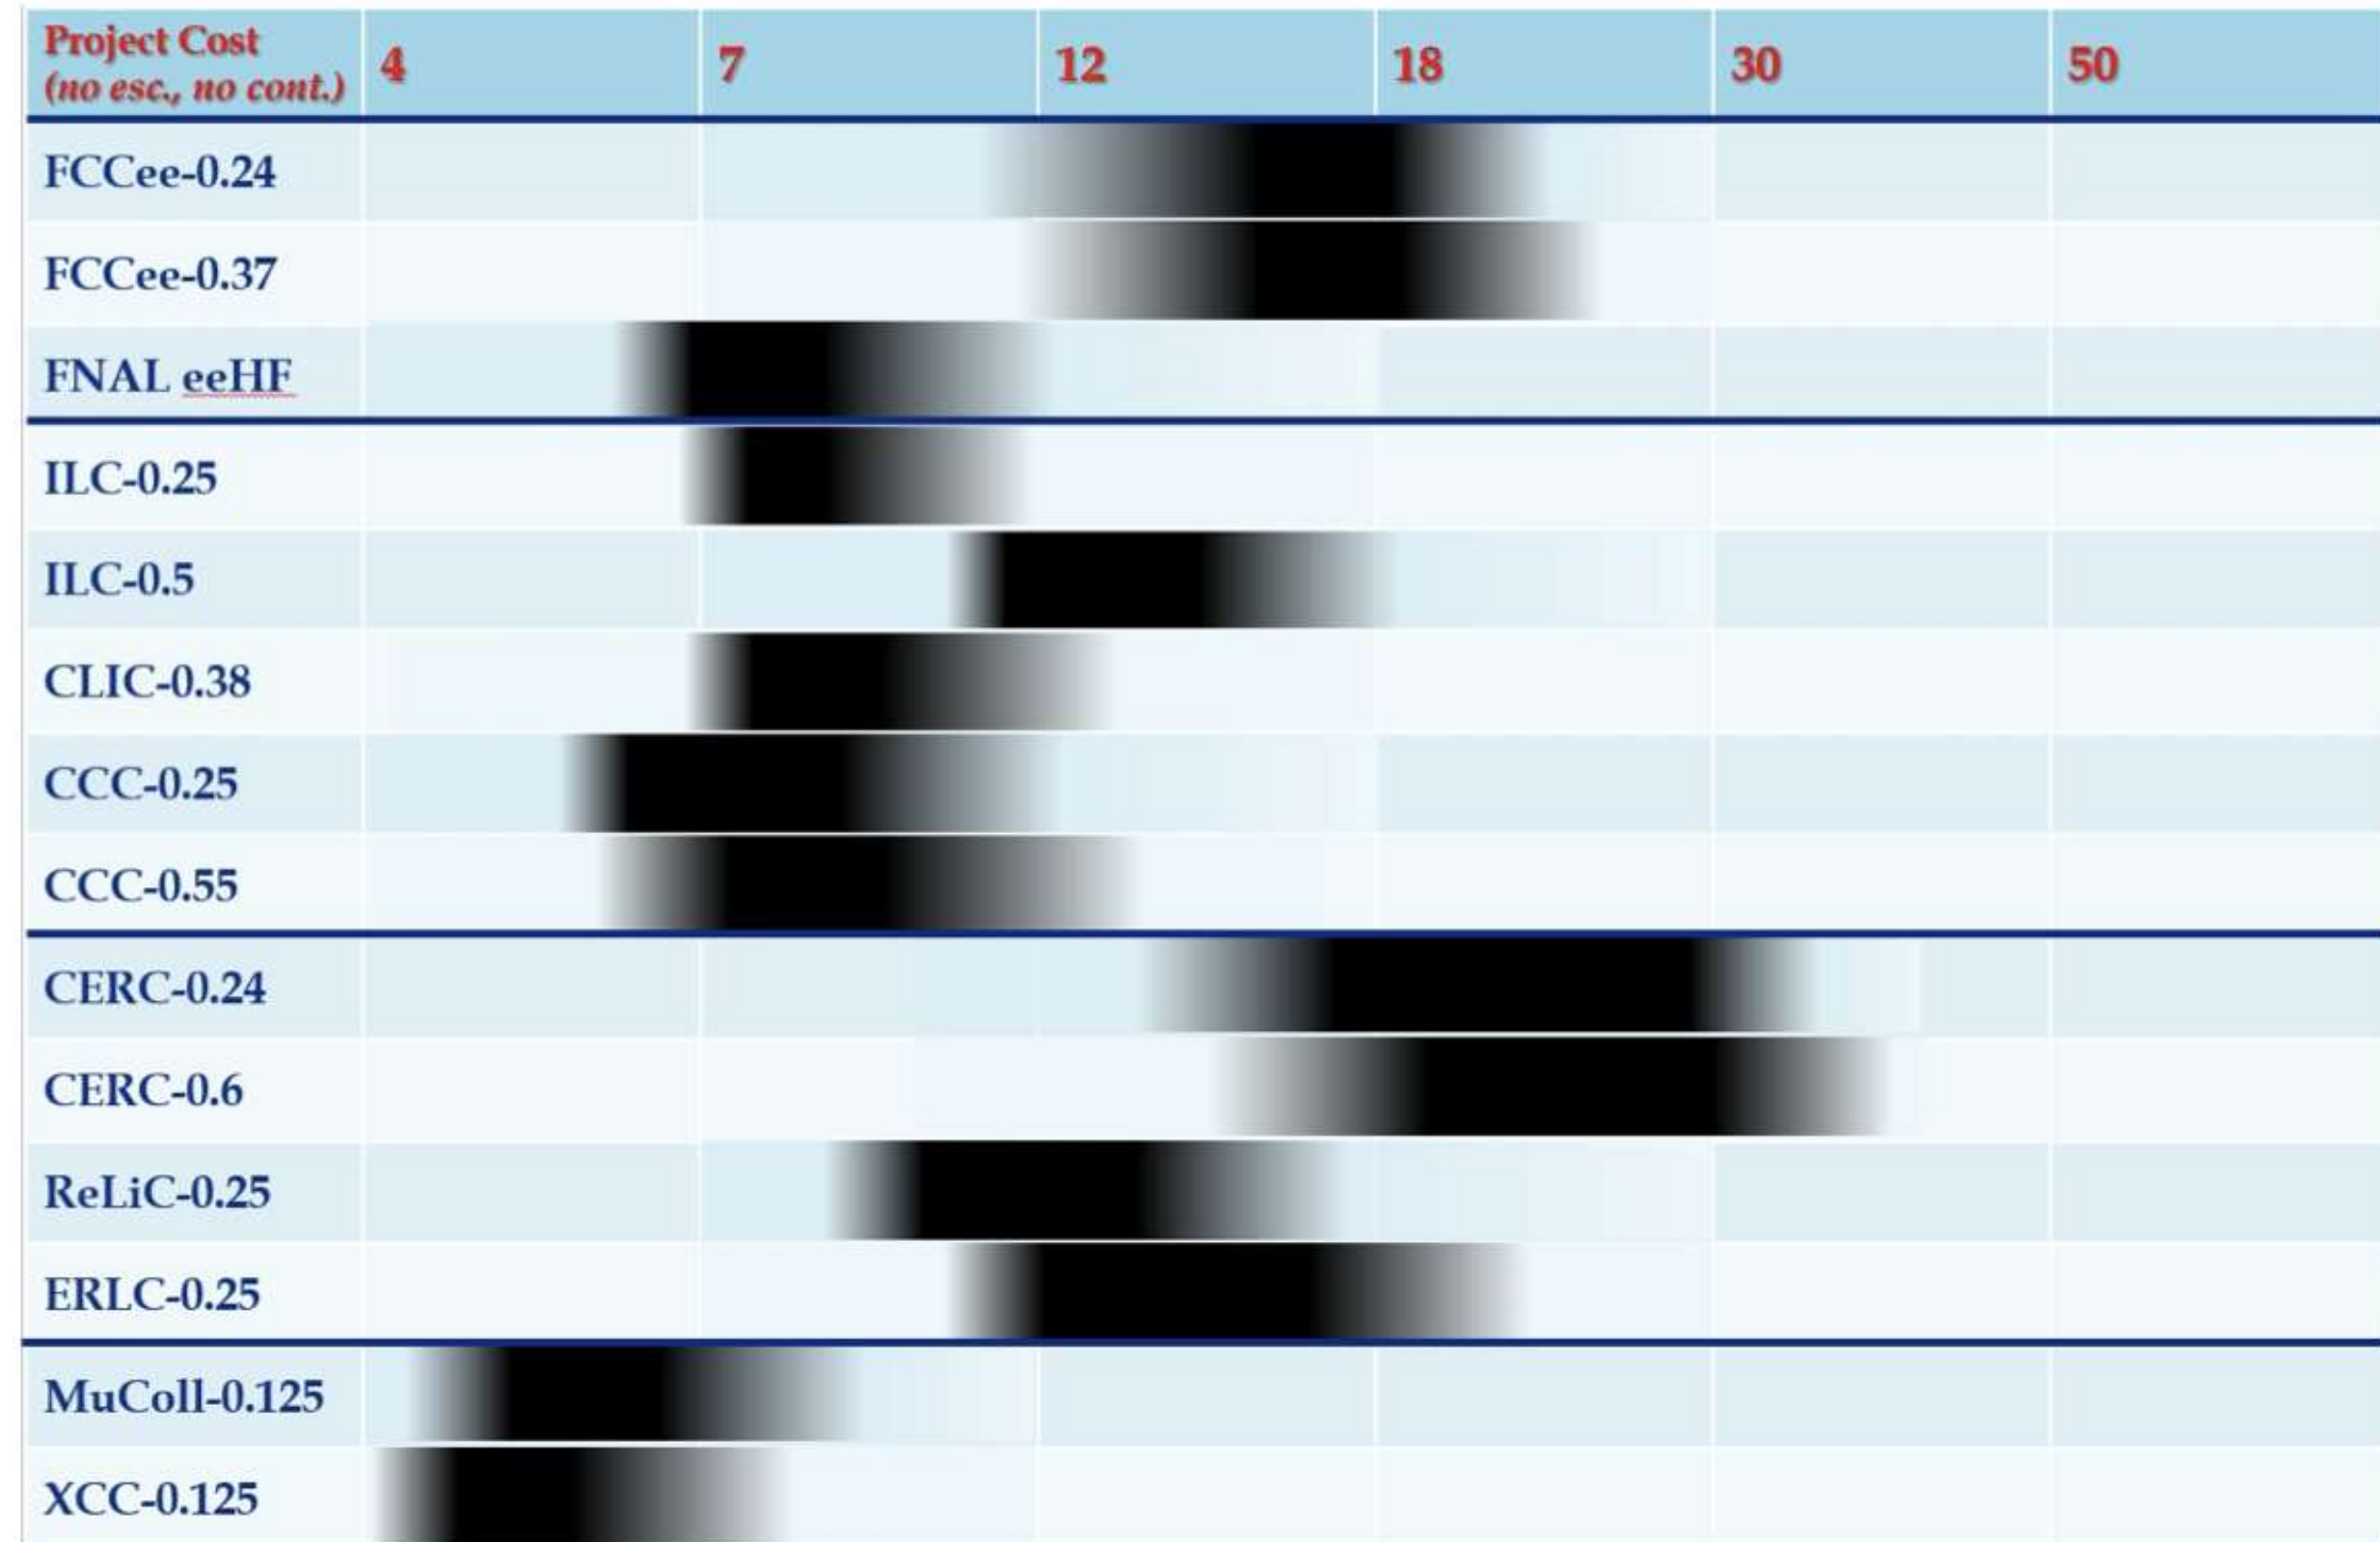 Project Cost
(no esc., no cont.)
4 7 12 18 30 50
FCCee-0.24
FCCee-0.37
FNAL eeHF
ILC-0.25
ILC-0.5
CLIC-0.38
CCC-0.25
CCC-0.55
CERC-0.24
CERC-0.6
ReLiC-0.25
ERLC-0.25
MuColl-0.125
XCC-0.125